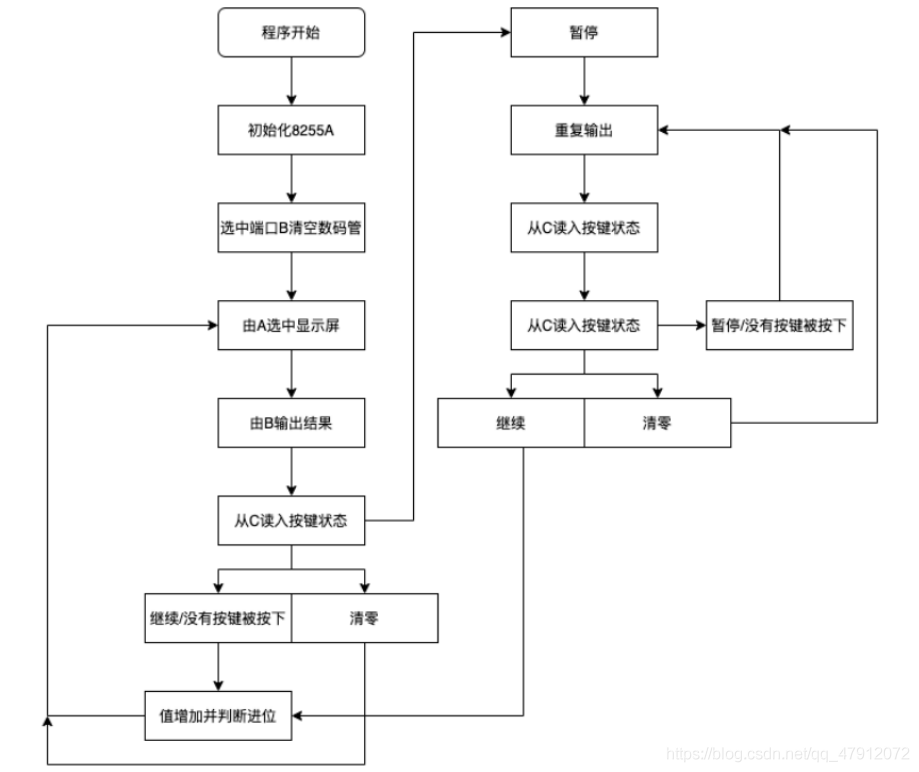 程序开始
初始化8255A
选中端口B清空数码管
由A选中显示屏
由B输出结果
从C读入按键状态
继续/没有按键被按下
清零
值增加并判断进位
暂停
重复输出
从C读入按键状态
从C读入按键状态
暂停/没有按键被按下
继续
清零
https://blog.csdn.net/qq_47912072